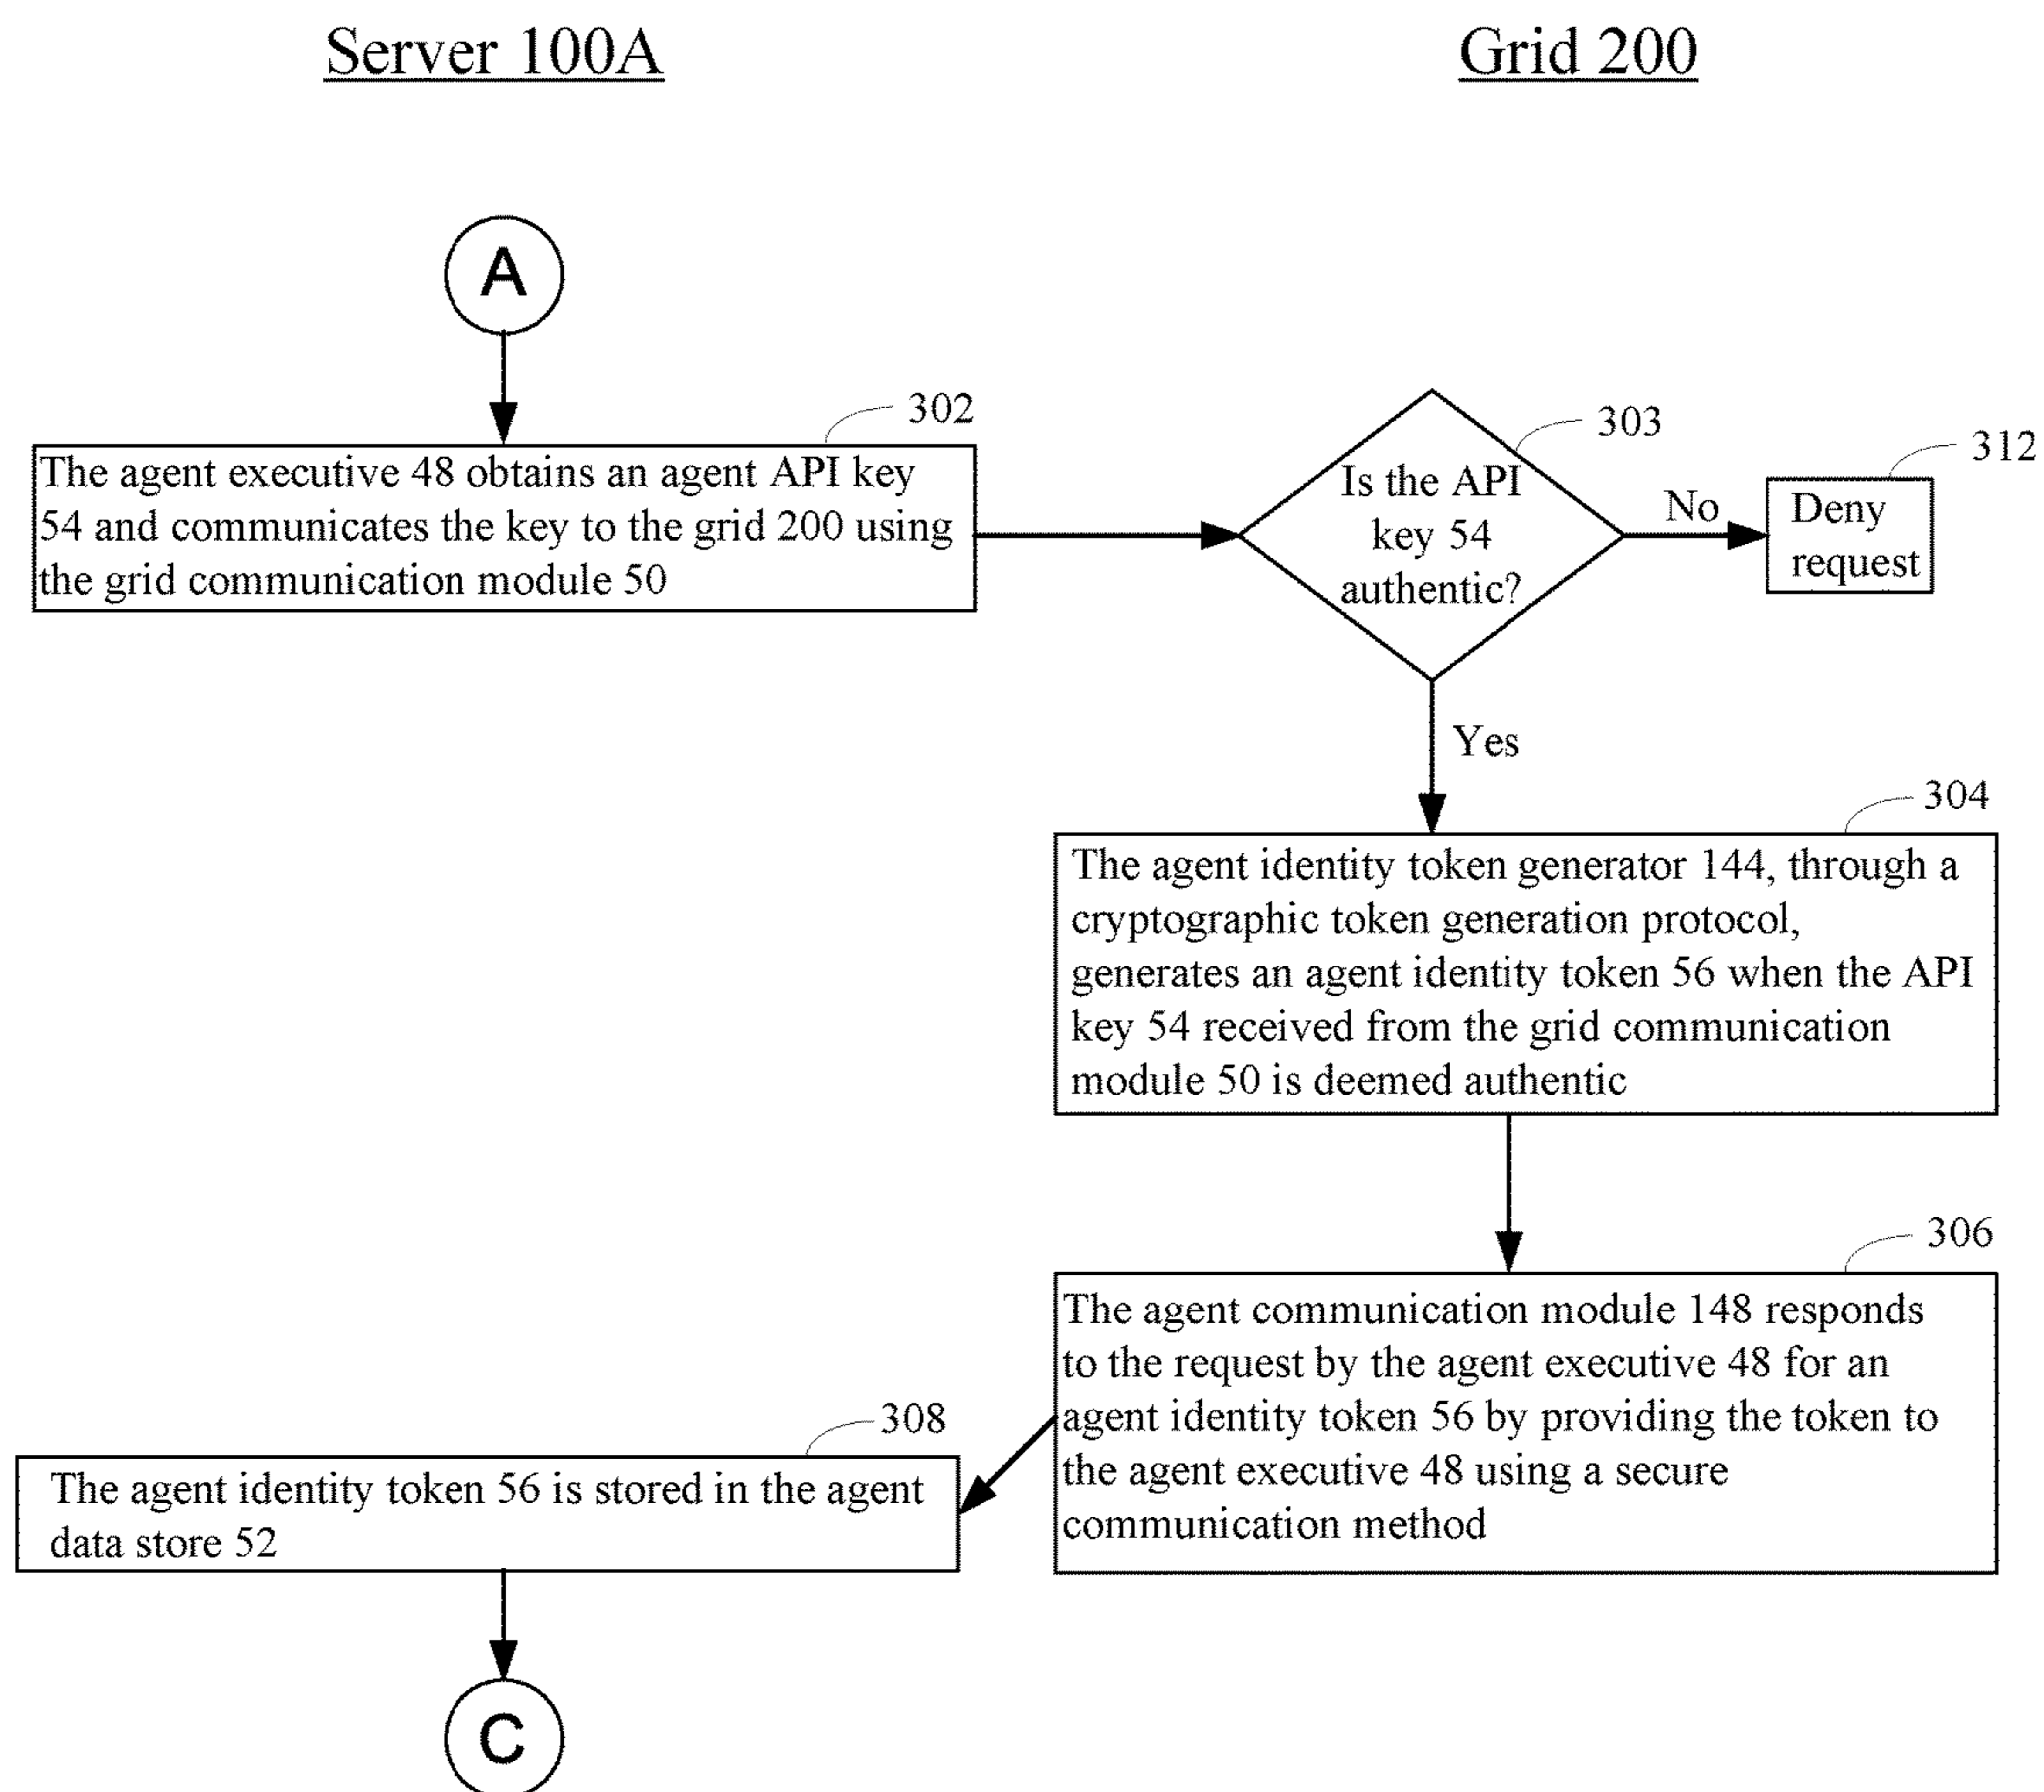 Server 100A
Grid 200
A
302
The agent executive 48 obtains an agent API key
54 and communicates the key to the grid 200 using
the grid communication module 50
303
Is the API
key 54
authentic?
No
312
Deny
request
Yes
304
The agent identity token generator 144, through a
cryptographic token generation protocol,
generates an agent identity token 56 when the API
key 54 received from the grid communication
module 50 is deemed authentic
306
The agent communication module 148 responds
to the request by the agent executive 48 for an
agent identity token 56 by providing the token to
the agent executive 48 using a secure
communication method
308
The agent identity token 56 is stored in the agent
data store 52
C